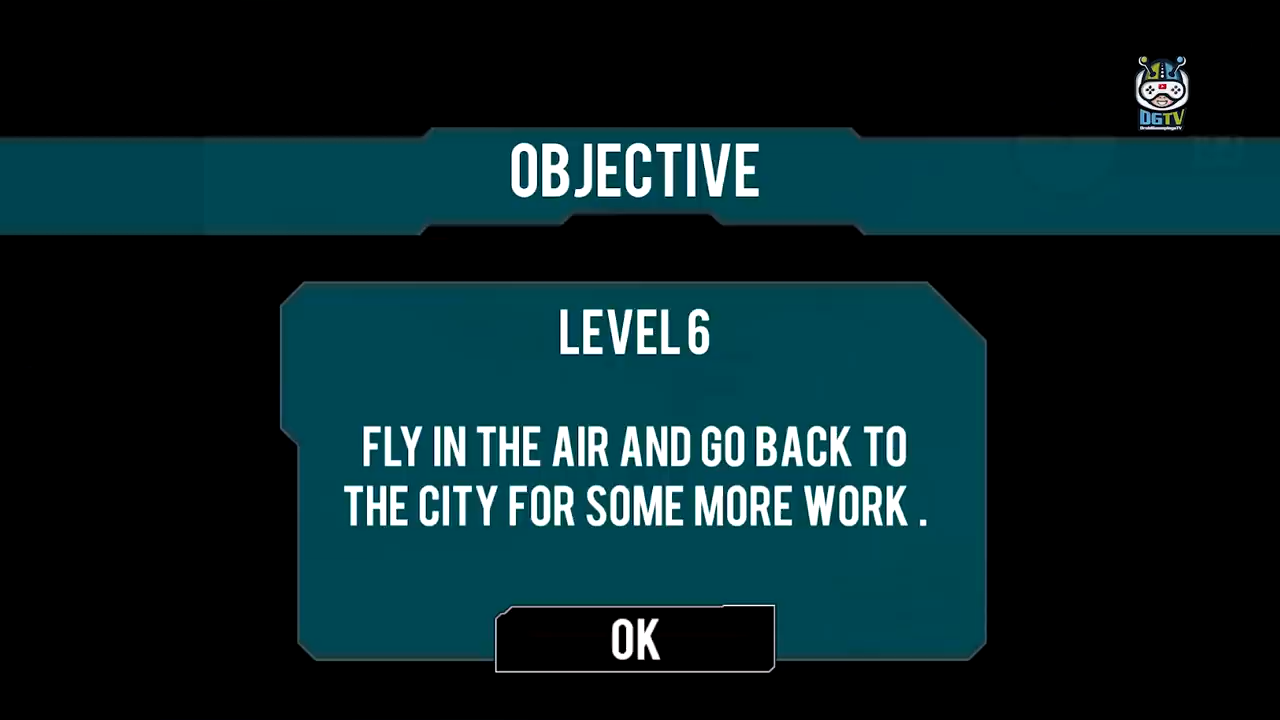 DGTV
OBJECTIVE
LEVEL 6
FLY IN THE AIR AND GO BACK TO
THE CITY FOR SOME MORE WORK .
OK